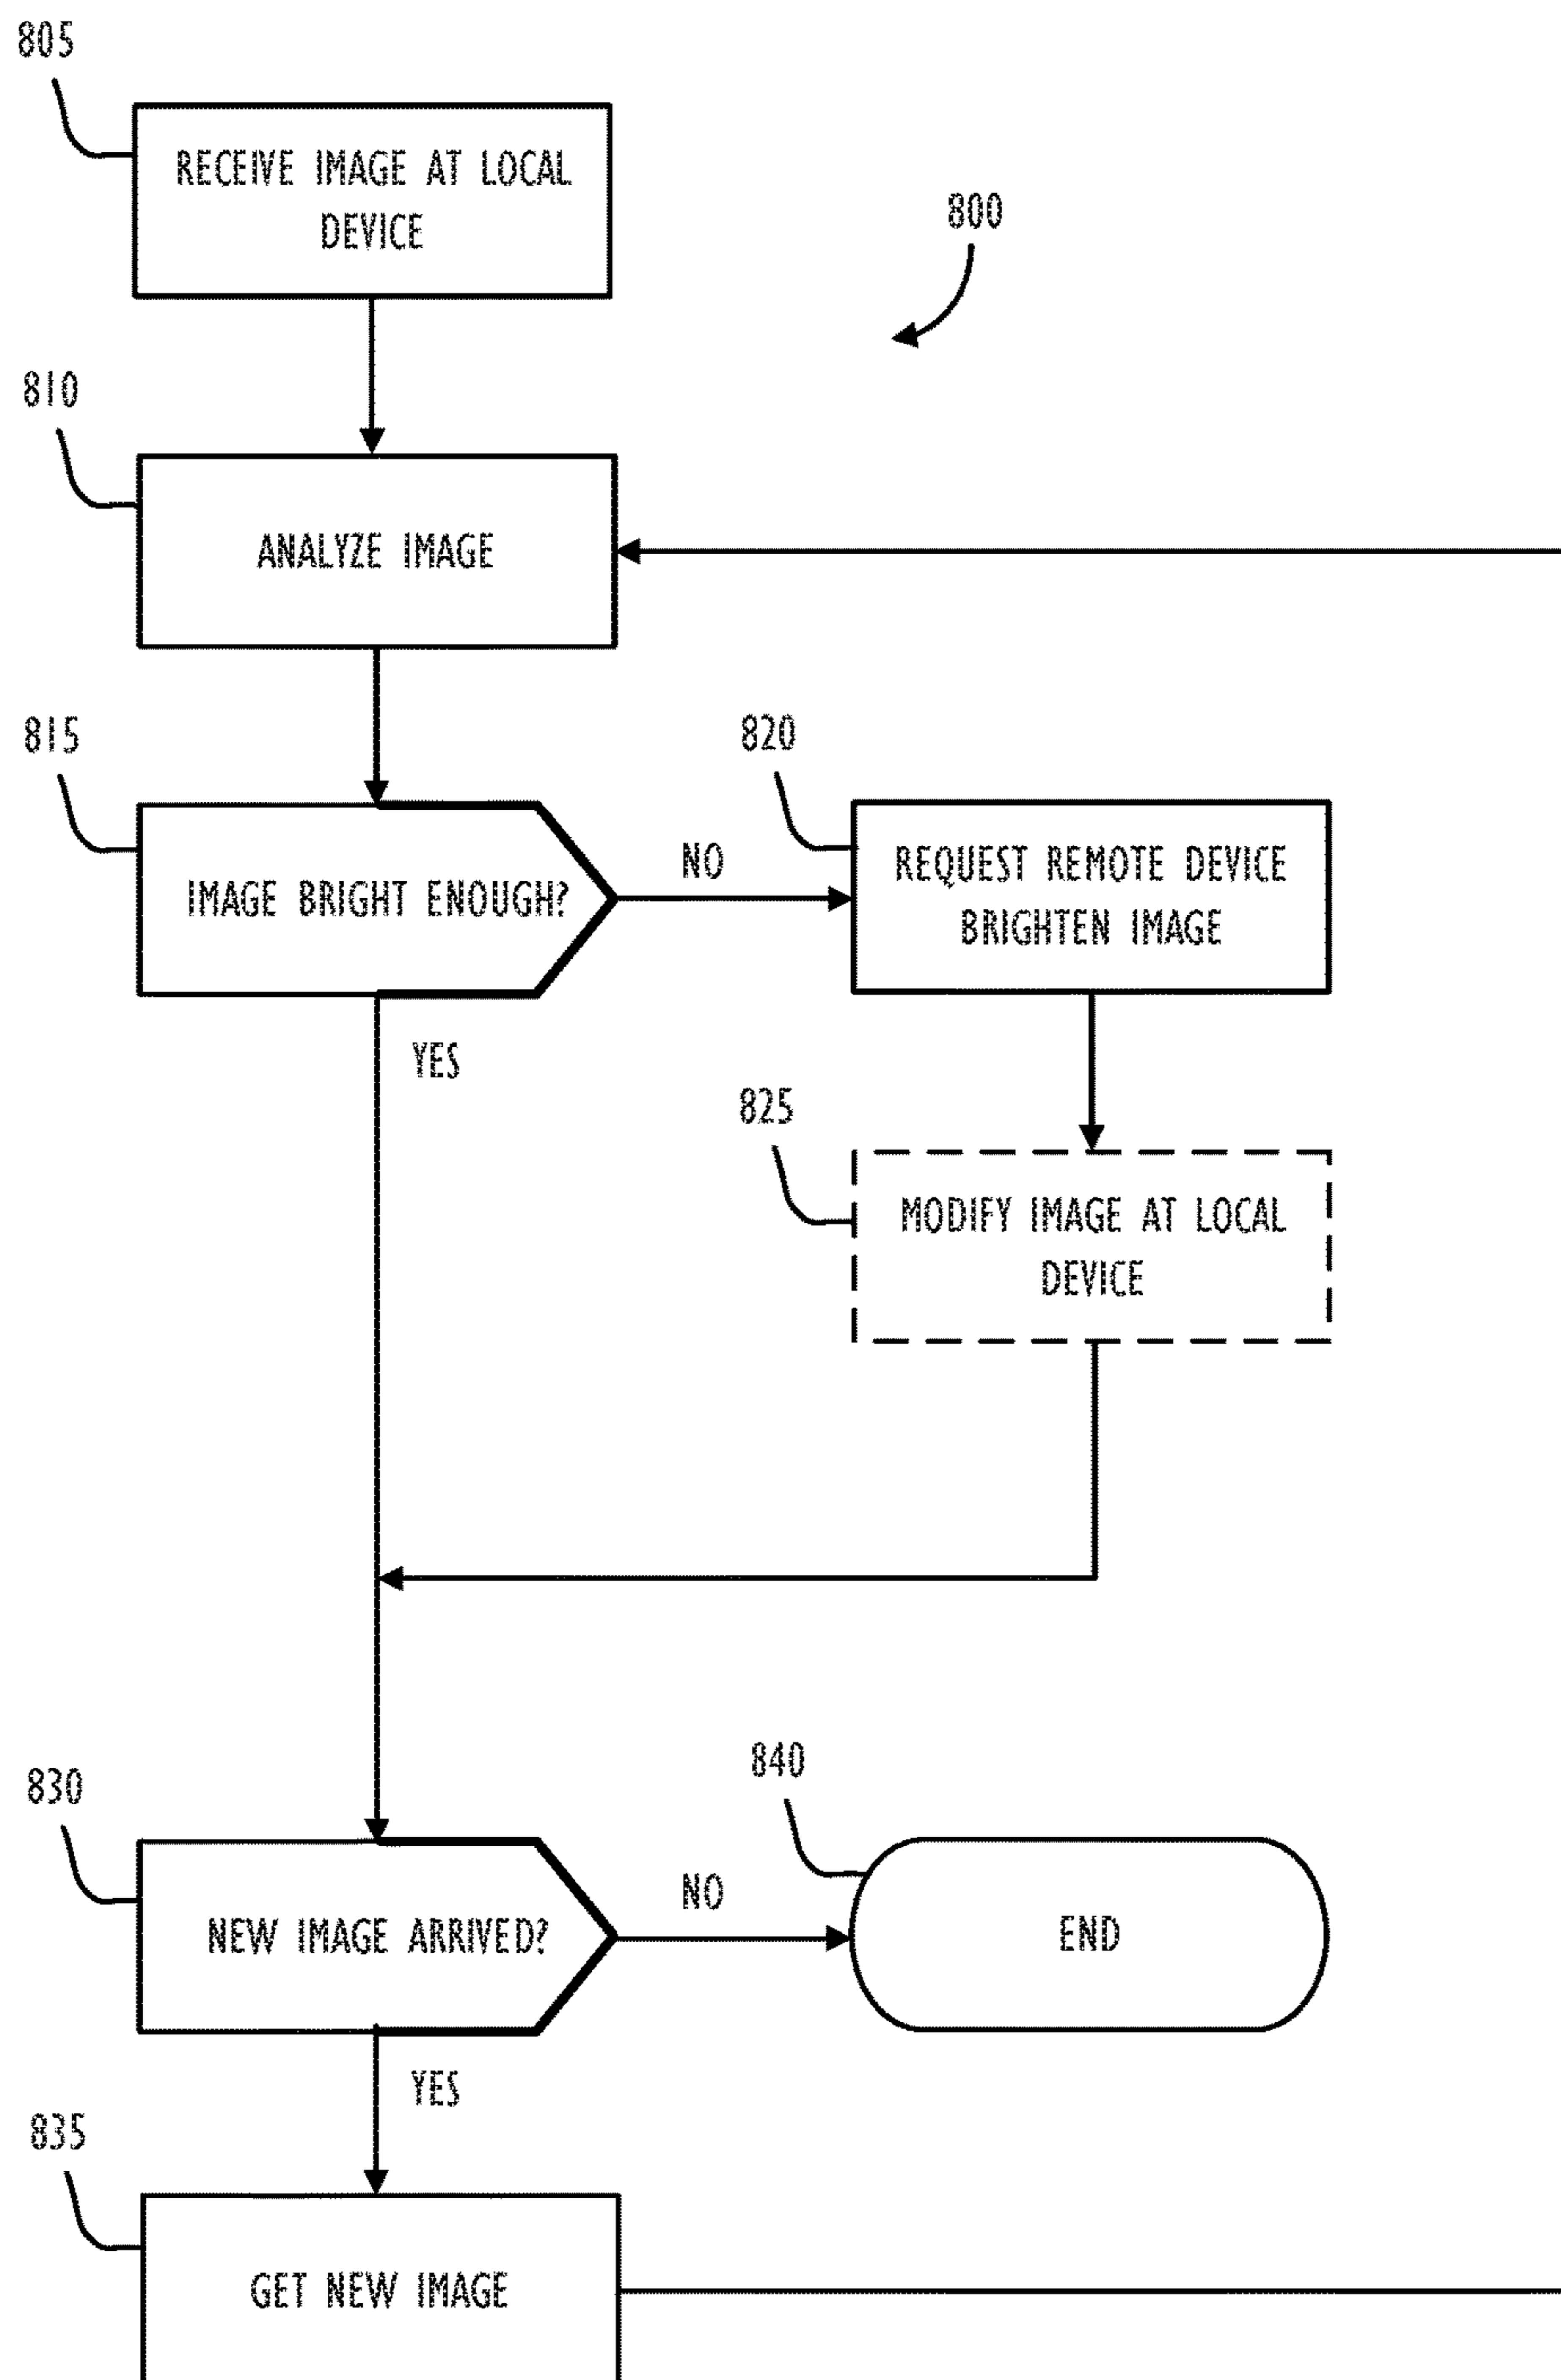 805
RECEIVE IMAGE AT LOCAL
DEVICE
800
810
ANALYZE IMAGE
815
IMAGE BRIGHT ENOUGH?
NO
820
REQUEST REMOTE DEVICE
BRIGHTEN IMAGE
YES
825
MODIFY IMAGE AT LOCAL
DEVICE
830
NEW IMAGE ARRIVED?
NO
840
END
YES
835
GET NEW IMAGE